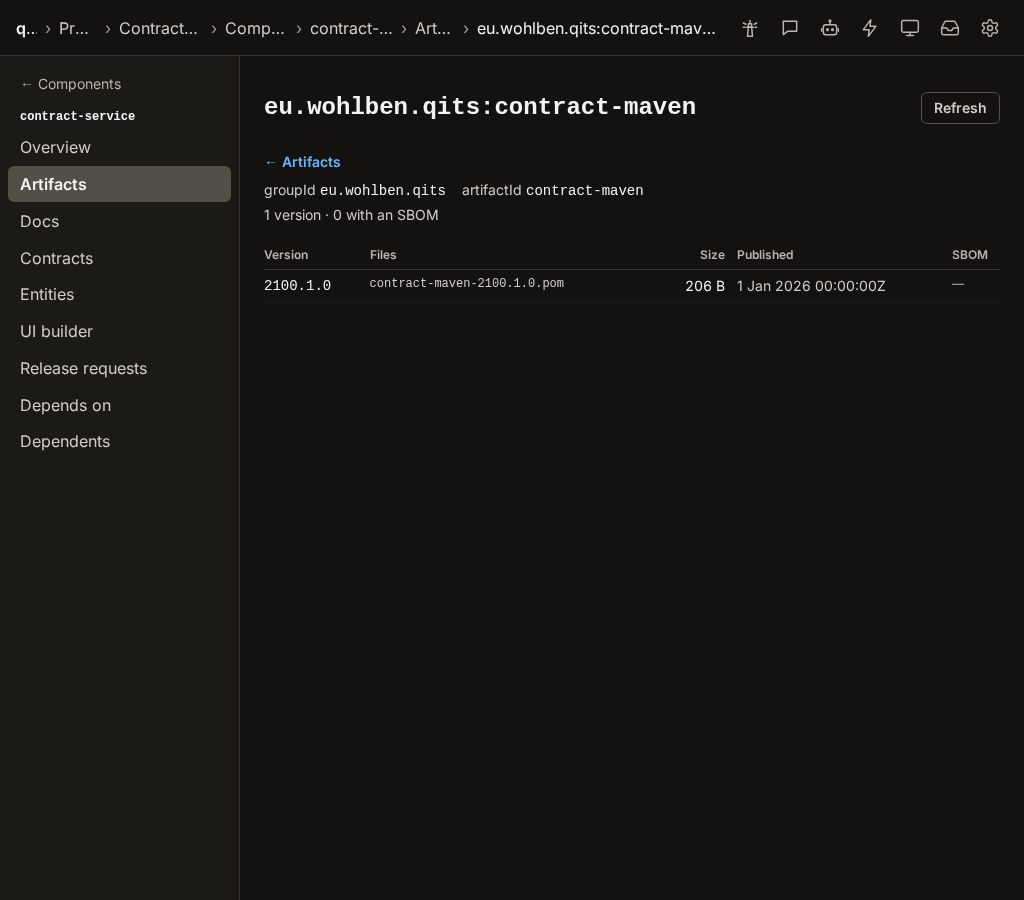 q... › Pr... › Contract... › Comp... › contract-... › Art... › eu.wohlben.qits:contract-mav...
← Components
contract-service
Overview
Artifacts
Docs
Contracts
Entities
UI builder
Release requests
Depends on
Dependents
eu.wohlben.qits:contract-maven
Refresh
← Artifacts
groupId eu.wohlben.qits artifactId contract-maven
1 version · 0 with an SBOM
Version Files Size Published SBOM
2100.1.0 contract-maven-2100.1.0.pom 206 B 1 Jan 2026 00:00:00Z —